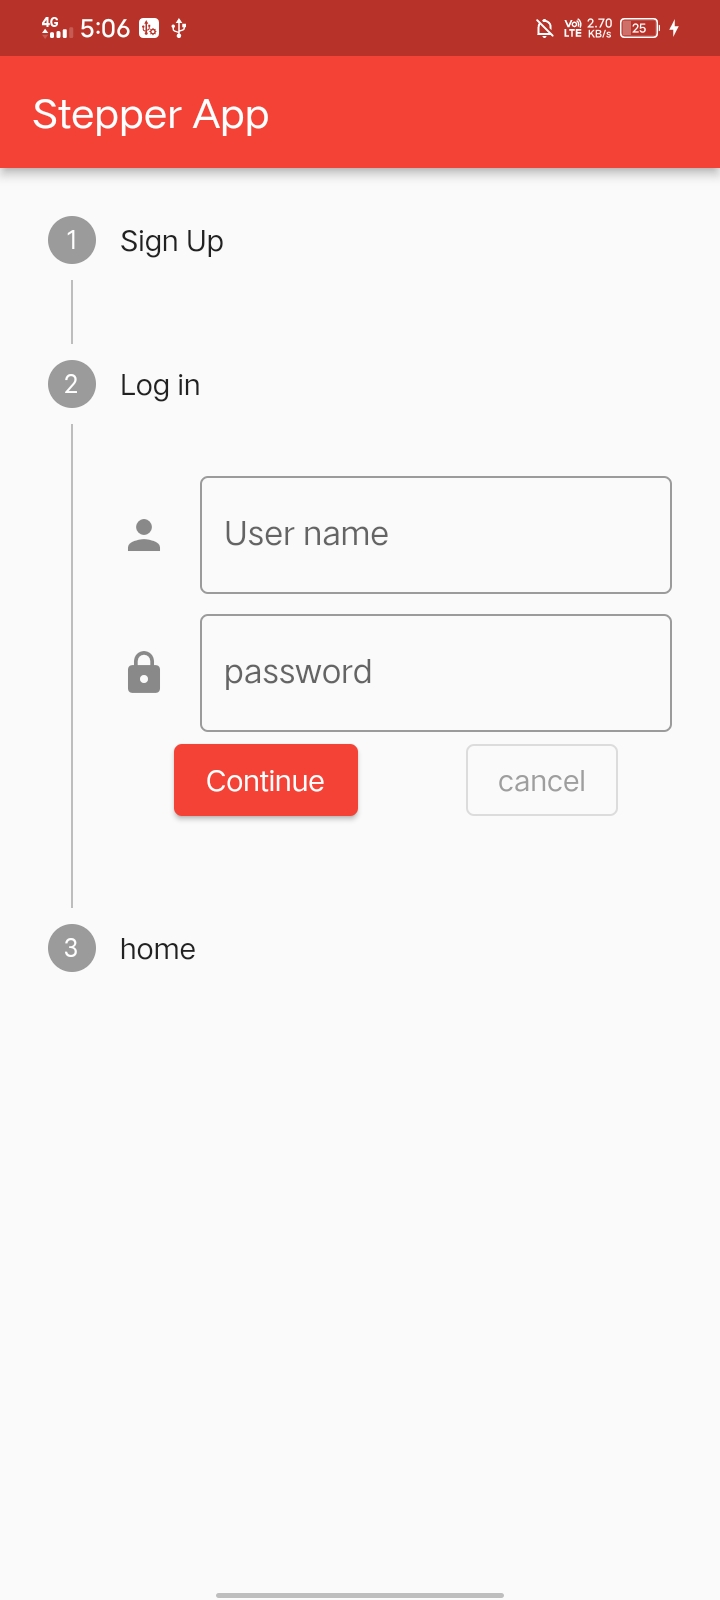 4G 5:06 Vo)) LTE 2.70 KB/s 25
Stepper App
1 Sign Up
2 Log in
User name
password
Continue cancel
3 home